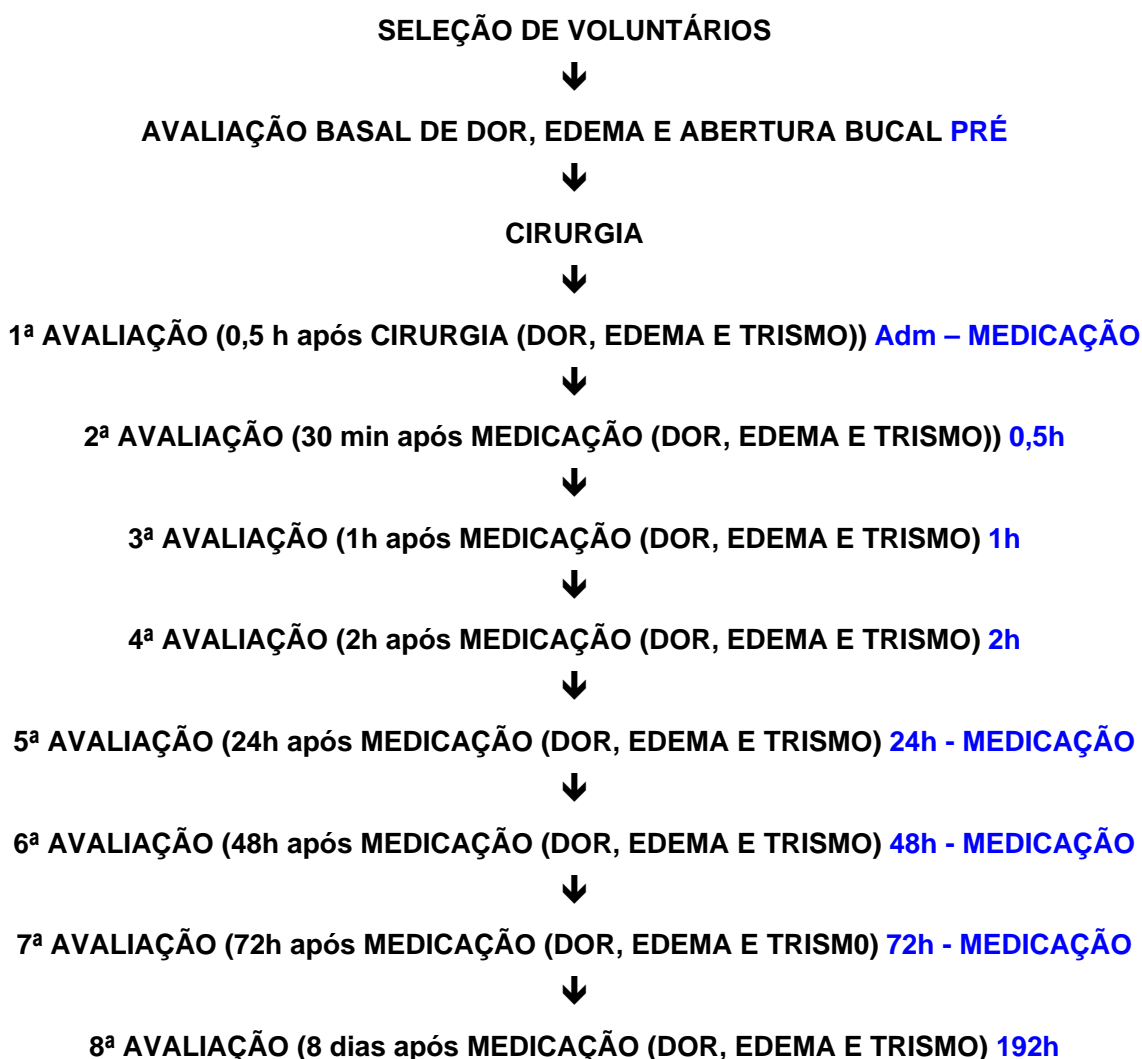 SELEÇÃO DE VOLUNTÁRIOS
AVALIAÇÃO BASAL DE DOR, EDEMA E ABERTURA BUCAL PRÉ
CIRURGIA
1ª AVALIAÇÃO (0,5 h após CIRURGIA (DOR, EDEMA E TRISMO)) Adm – MEDICAÇÃO
2ª AVALIAÇÃO (30 min após MEDICAÇÃO (DOR, EDEMA E TRISMO)) 0,5h
3ª AVALIAÇÃO (1h após MEDICAÇÃO (DOR, EDEMA E TRISMO) 1h
4ª AVALIAÇÃO (2h após MEDICAÇÃO (DOR, EDEMA E TRISMO) 2h
5ª AVALIAÇÃO (24h após MEDICAÇÃO (DOR, EDEMA E TRISMO) 24h - MEDICAÇÃO
6ª AVALIAÇÃO (48h após MEDICAÇÃO (DOR, EDEMA E TRISMO) 48h - MEDICAÇÃO
7ª AVALIAÇÃO (72h após MEDICAÇÃO (DOR, EDEMA E TRISM0) 72h - MEDICAÇÃO
8ª AVALIAÇÃO (8 dias após MEDICAÇÃO (DOR, EDEMA E TRISMO) 192h